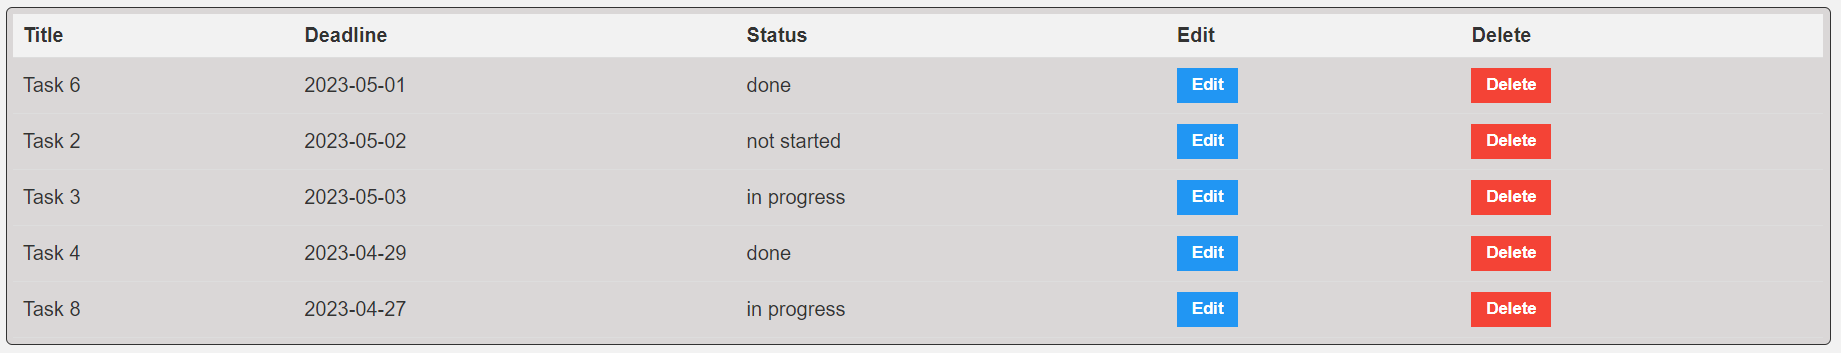 Title Deadline Status Edit Delete
Task 6 2023-05-01 done Edit Delete
Task 2 2023-05-02 not started Edit Delete
Task 3 2023-05-03 in progress Edit Delete
Task 4 2023-04-29 done Edit Delete
Task 8 2023-04-27 in progress Edit Delete